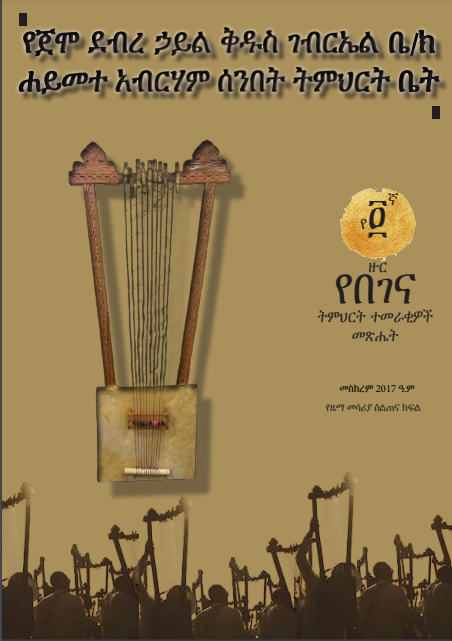 የጀሞ ደብረ ኃይል ቅዱስ ገብርኤል ቤ/ክ
ሐይመተ አብርሃም ሰንበት ትምህርት ቤት
የ፬ኛ
ዙር
የበገና
ትምህርት ተመራቂዎች
መጽሔት
መስከረም 2017 ዓ.ም
የዜማ መሳሪያ ስልጠና ክፍል